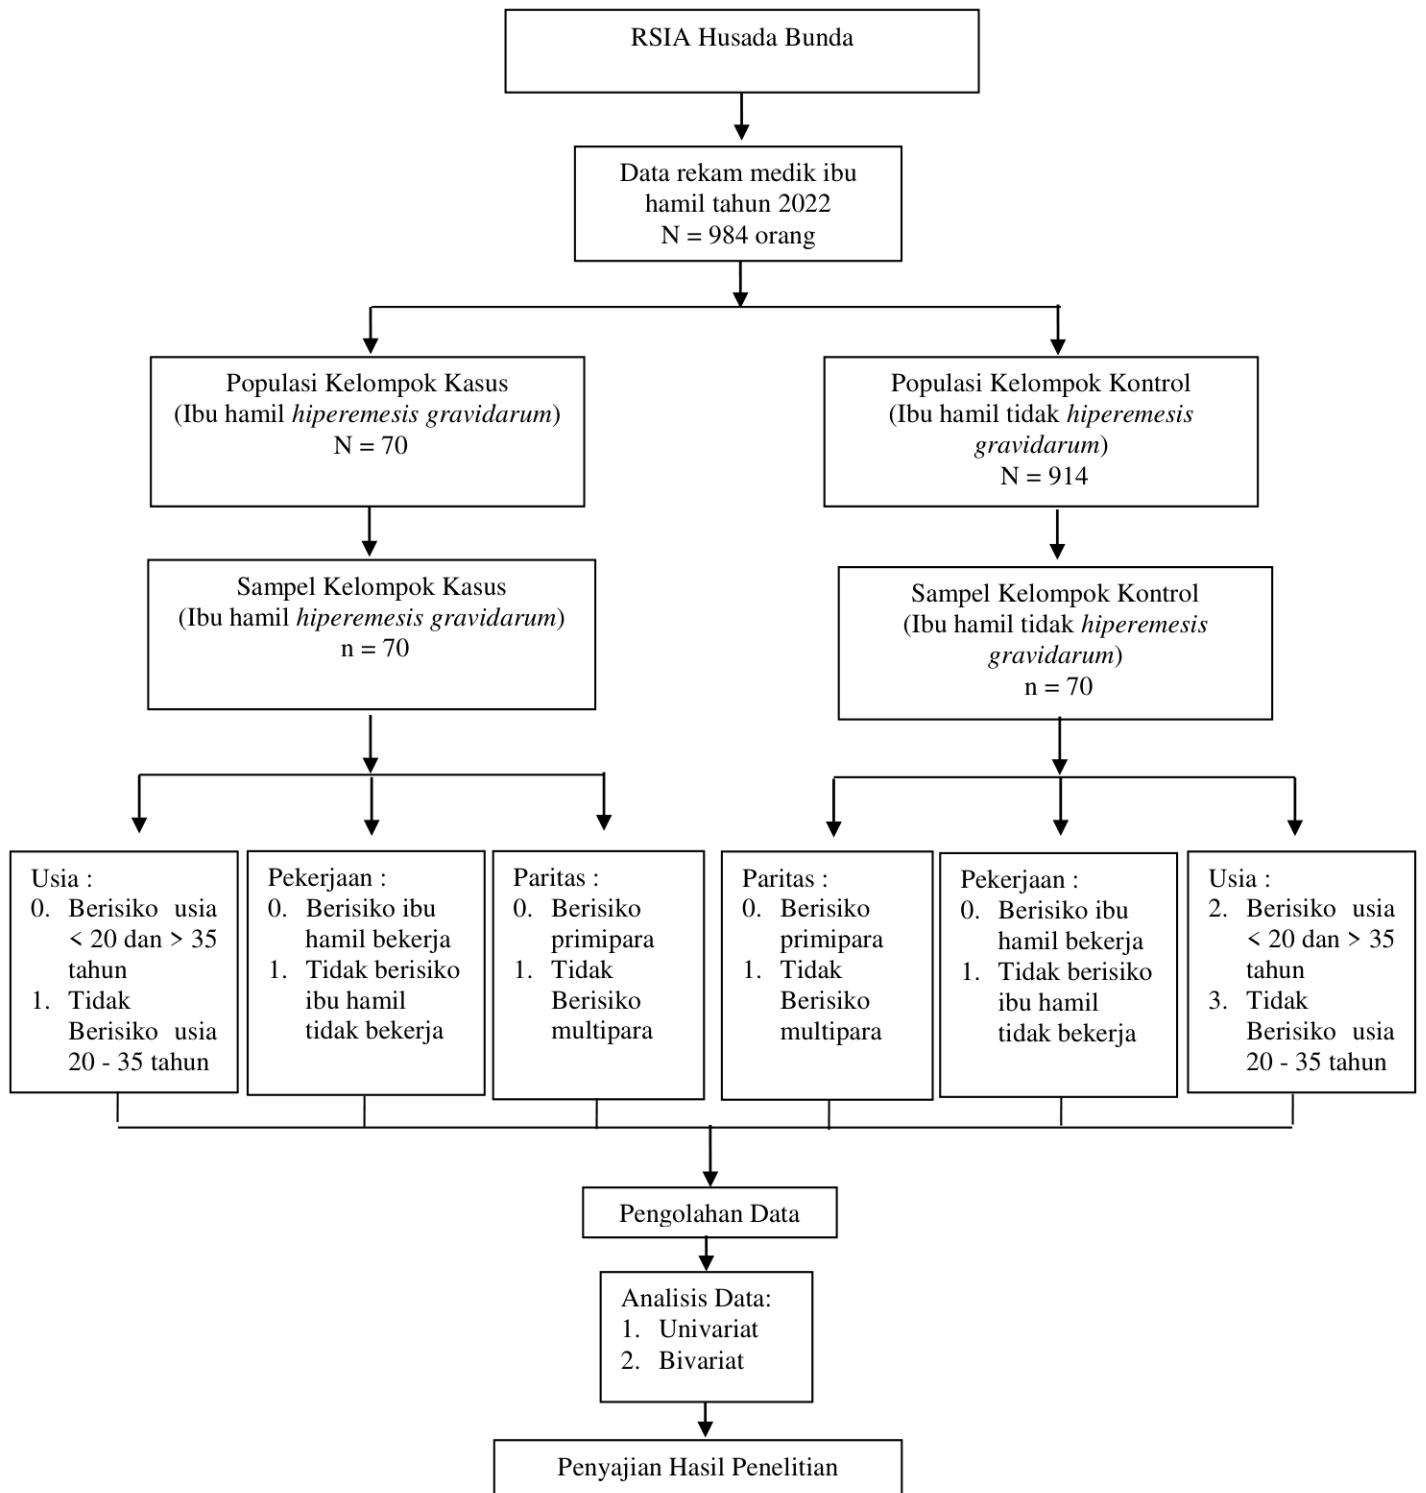 RSIA Husada Bunda
Data rekam medik ibu
hamil tahun 2022
N = 984 orang
Populasi Kelompok Kasus
(Ibu hamil hiperemesis gravidarum)
N = 70
Populasi Kelompok Kontrol
(Ibu hamil tidak hiperemesis
gravidarum)
N = 914
Sampel Kelompok Kasus
(Ibu hamil hiperemesis gravidarum)
n = 70
Sampel Kelompok Kontrol
(Ibu hamil tidak hiperemesis
gravidarum)
n = 70
Usia :
0. Berisiko usia
< 20 dan > 35
tahun
1. Tidak
Berisiko usia
20 - 35 tahun
Pekerjaan :
0. Berisiko ibu
hamil bekerja
1. Tidak berisiko
ibu hamil
tidak bekerja
Paritas :
0. Berisiko
primipara
1. Tidak
Berisiko
multipara
Paritas :
0. Berisiko
primipara
1. Tidak
Berisiko
multipara
Pekerjaan :
0. Berisiko ibu
hamil bekerja
1. Tidak berisiko
ibu hamil
tidak bekerja
Usia :
2. Berisiko usia
< 20 dan > 35
tahun
3. Tidak
Berisiko usia
20 - 35 tahun
Pengolahan Data
Analisis Data:
1. Univariat
2. Bivariat
Penyajian Hasil Penelitian